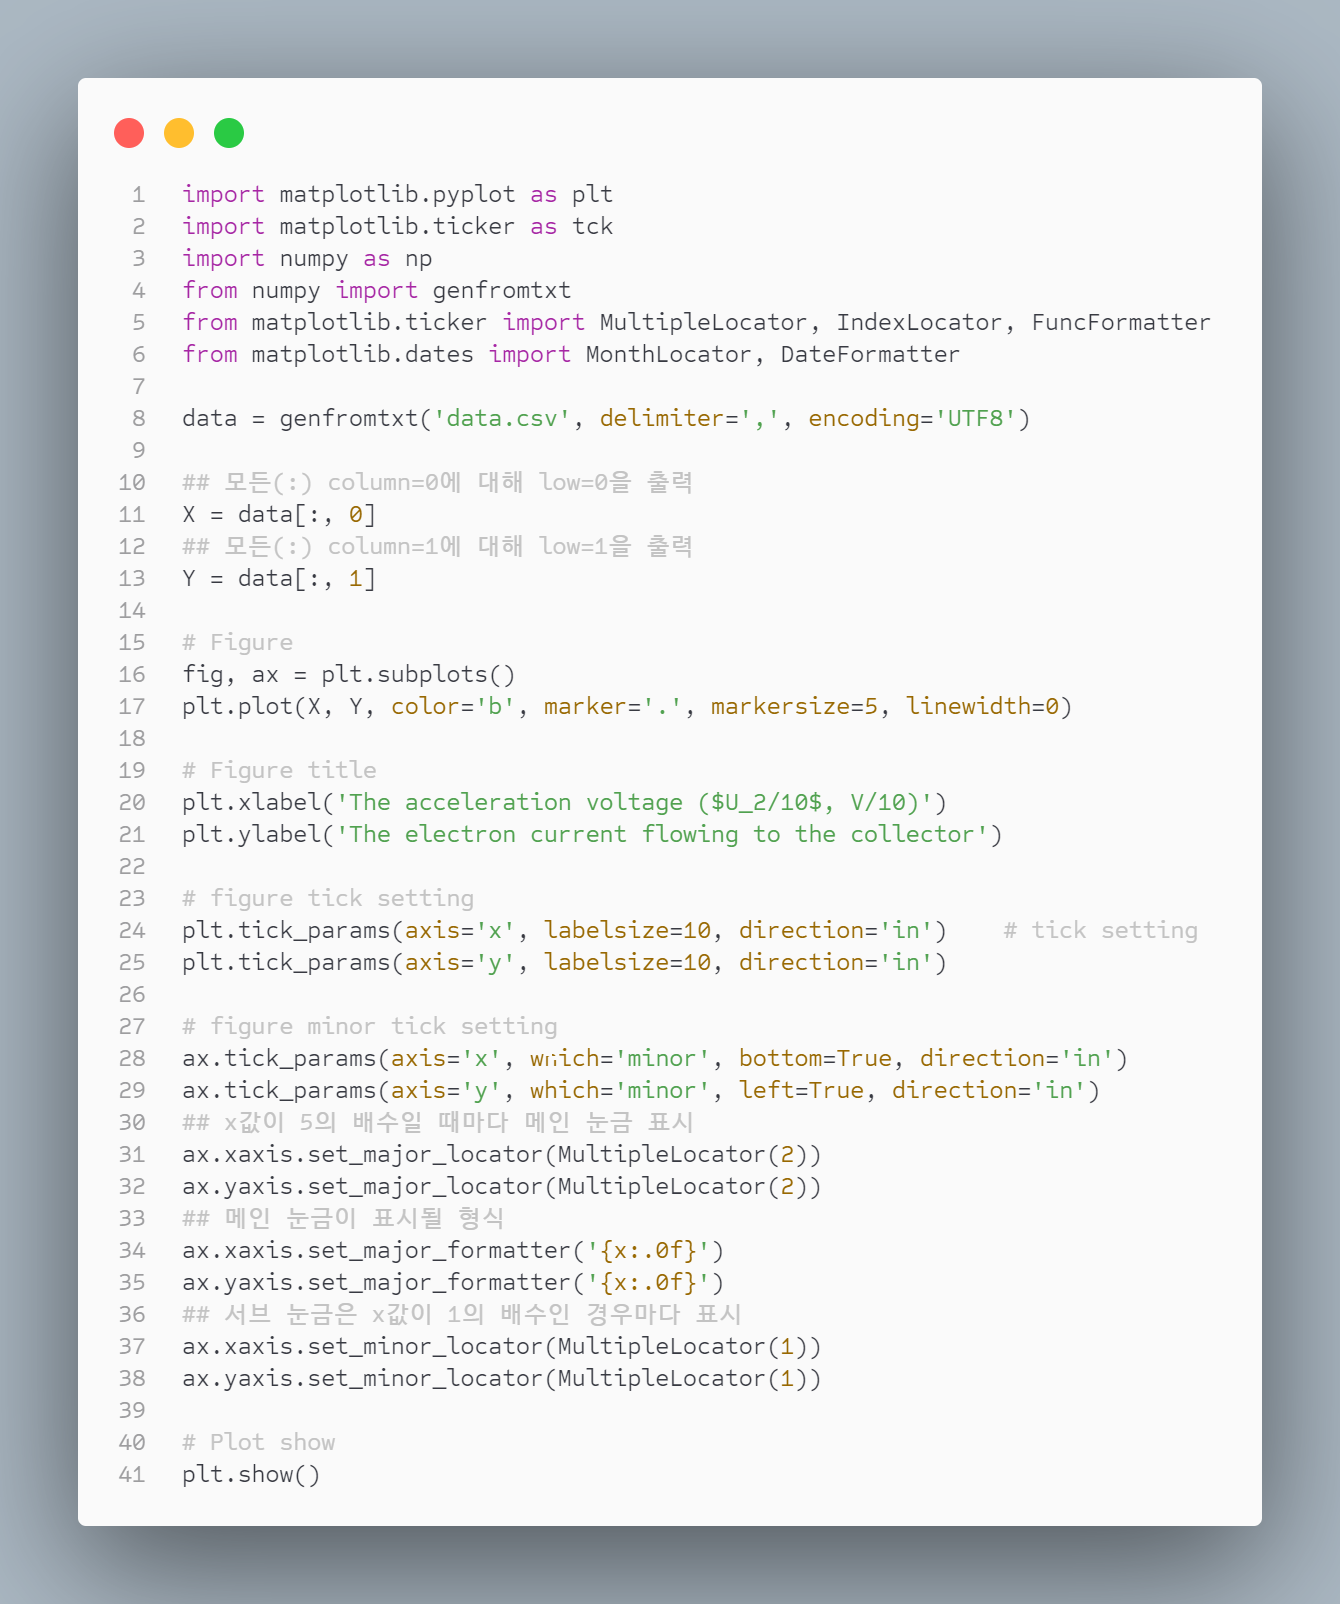 1 import matplotlib.pyplot as plt
2 import matplotlib.ticker as tck
3 import numpy as np
4 from numpy import genfromtxt
5 from matplotlib.ticker import MultipleLocator, IndexLocator, FuncFormatter
6 from matplotlib.dates import MonthLocator, DateFormatter
7
8 data = genfromtxt('data.csv', delimiter=',', encoding='UTF8')
9
10 ## 모든(:) column=0에 대해 low=0을 출력
11 X = data[:, 0]
12 ## 모든(:) column=1에 대해 low=1을 출력
13 Y = data[:, 1]
14
15 # Figure
16 fig, ax = plt.subplots()
17 plt.plot(X, Y, color='b', marker='.', markersize=5, linewidth=0)
18
19 # Figure title
20 plt.xlabel('The acceleration voltage ($U_2/10$, V/10)')
21 plt.ylabel('The electron current flowing to the collector')
22
23 # figure tick setting
24 plt.tick_params(axis='x', labelsize=10, direction='in')    # tick setting
25 plt.tick_params(axis='y', labelsize=10, direction='in')
26
27 # figure minor tick setting
28 ax.tick_params(axis='x', which='minor', bottom=True, direction='in')
29 ax.tick_params(axis='y', which='minor', left=True, direction='in')
30 ## x값이 5의 배수일 때마다 메인 눈금 표시
31 ax.xaxis.set_major_locator(MultipleLocator(2))
32 ax.yaxis.set_major_locator(MultipleLocator(2))
33 ## 메인 눈금이 표시될 형식
34 ax.xaxis.set_major_formatter('{x:.0f}')
35 ax.yaxis.set_major_formatter('{x:.0f}')
36 ## 서브 눈금은 x값이 1의 배수인 경우마다 표시
37 ax.xaxis.set_minor_locator(MultipleLocator(1))
38 ax.yaxis.set_minor_locator(MultipleLocator(1))
39
40 # Plot show
41 plt.show()